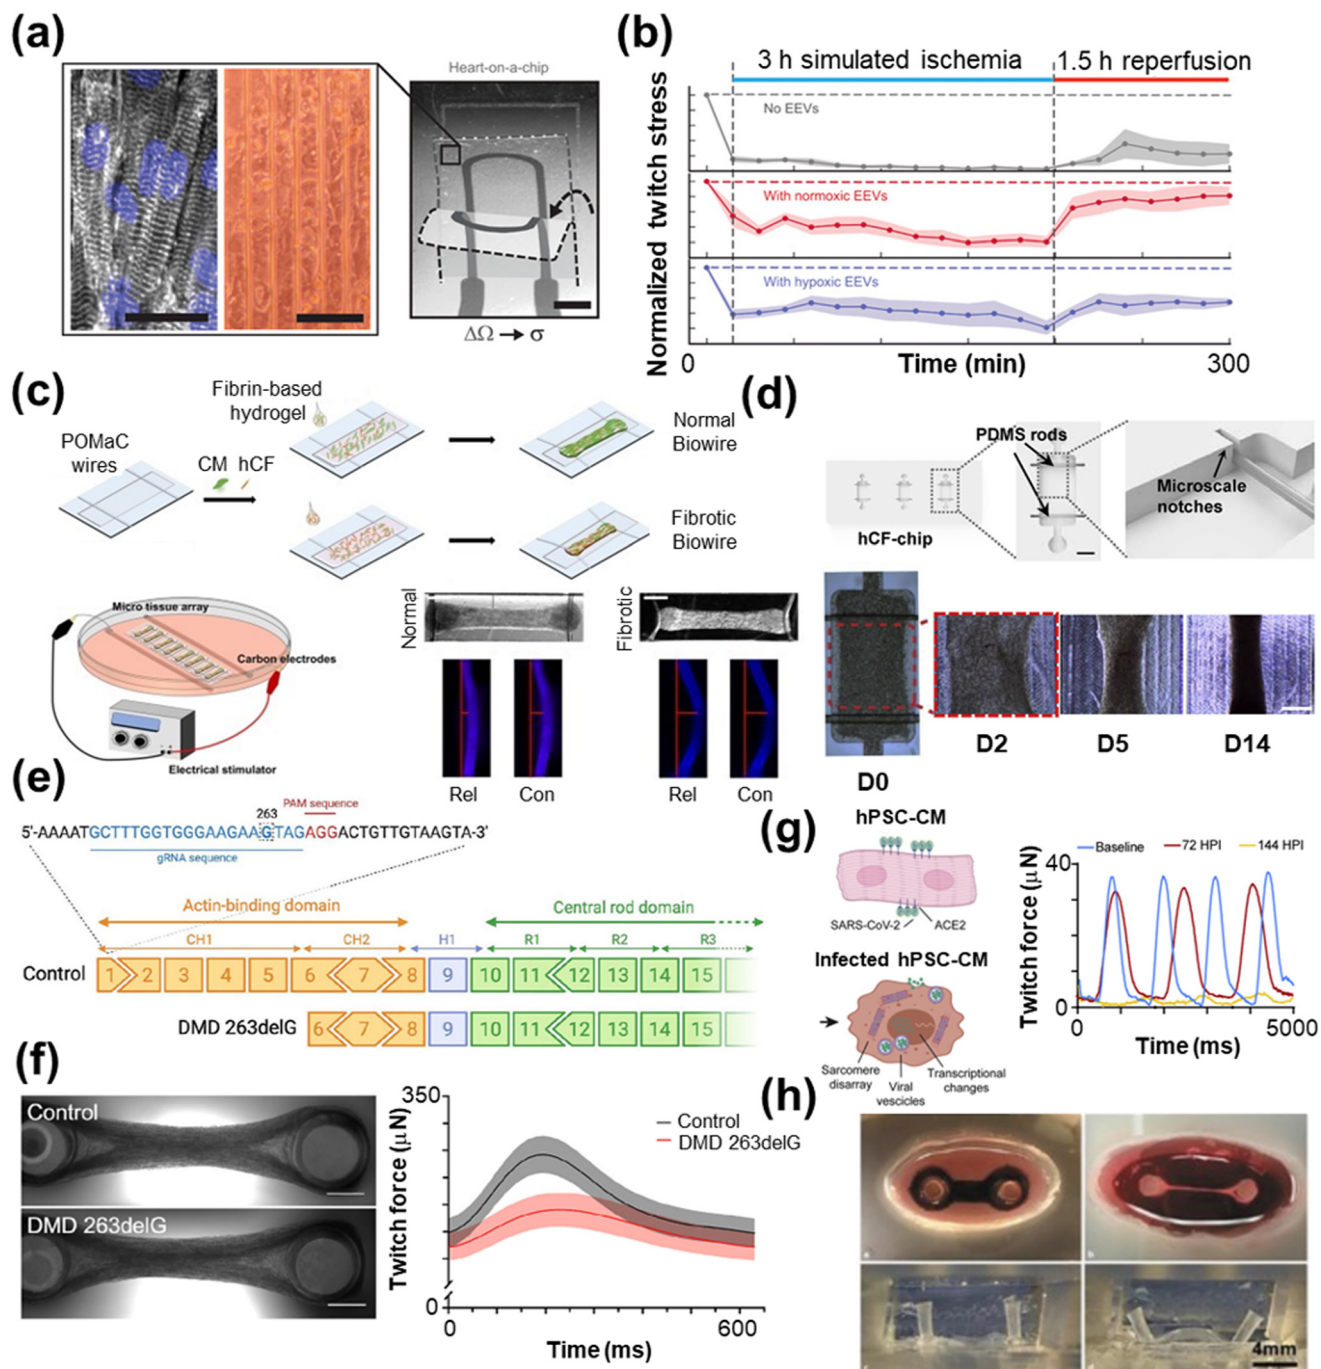 (a)
Heart-on-a-chip
ΔΩ → σ
(b)
3 h simulated ischemia
1.5 h reperfusion
Normalized twitch stress
No EEVs
With normoxic EEVs
With hypoxic EEVs
0
Time (min)
300
(c)
POMaC
wires
CM hCF
Fibrin-based
hydrogel
Normal
Biowire
Fibrotic
Biowire
Micro tissue array
Carbon electrodes
Electrical stimulator
Normal
Fibrotic
Rel
Con
Rel
Con
(d)
PDMS rods
hCF-chip
Microscale
notches
D0
D2
D5
D14
(e)
263
PAM sequence
5'-AAAATGCTTTGGTGGGAAGAAGTAGAGGACTGTTGTAAGTA-3'
gRNA sequence
Actin-binding domain
Central rod domain
CH1
CH2
H1
R1
R2
R3
Control
1 2 3 4 5 6 7 8 9 10 11 12 13 14 15
DMD 263delG
6 7 8 9 10 11 12 13 14 15
(f)
Control
DMD 263delG
350
Twitch force (μN)
Control
DMD 263delG
0
0
600
Time (ms)
(g)
hPSC-CM
SARS-CoV-2
ACE2
Infected hPSC-CM
Sarcomere
disarray
Viral
vesicles
Transcriptional
changes
Baseline
72 HPI
144 HPI
40
Twitch force (μN)
0
0
5000
Time (ms)
(h)
a
b
c
d
4mm